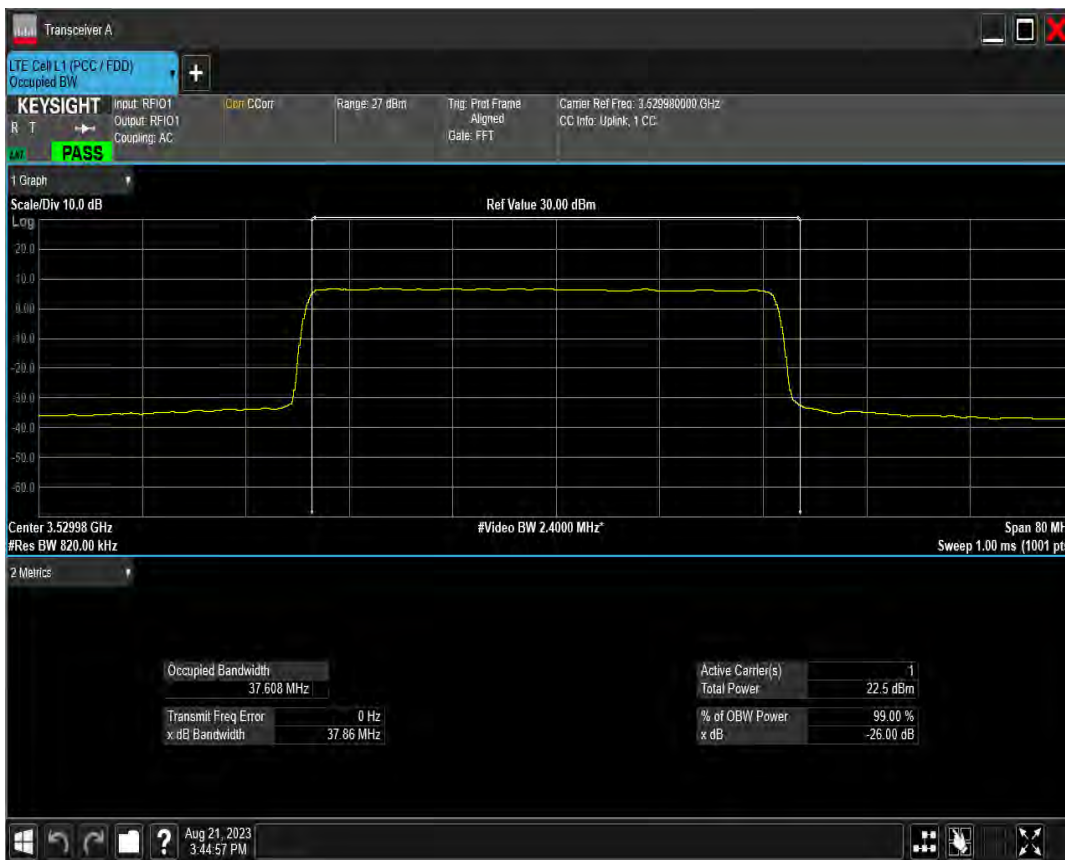 Transceiver A
LTE Cell L1 (PCC / FDD)
Occupied BW
+
KEYSIGHT
R T
PASS
Input: RFIO1
Output: RFIO1
Coupling: AC
Corr CCorr
Range: 27 dBm
Trig: Prot Frame
Aligned
Gate: FFT
Carrier Ref Freq: 3.529980000 GHz
CC Info: Uplink, 1 CC
1 Graph
Scale/Div 10.0 dB
Ref Value 30.00 dBm
Log
20.0
10.0
0.00
-10.0
-20.0
-30.0
-40.0
-50.0
-60.0
Center 3.52998 GHz
#Video BW 2.4000 MHz*
Span 80 MH
#Res BW 820.00 kHz
Sweep 1.00 ms (1001 pts
2 Metrics
Occupied Bandwidth
37.608 MHz
Transmit Freq Error 0 Hz
x dB Bandwidth 37.86 MHz
Active Carrier(s) 1
Total Power 22.5 dBm
% of OBW Power 99.00 %
x dB -26.00 dB
?
Aug 21, 2023
3:44:57 PM